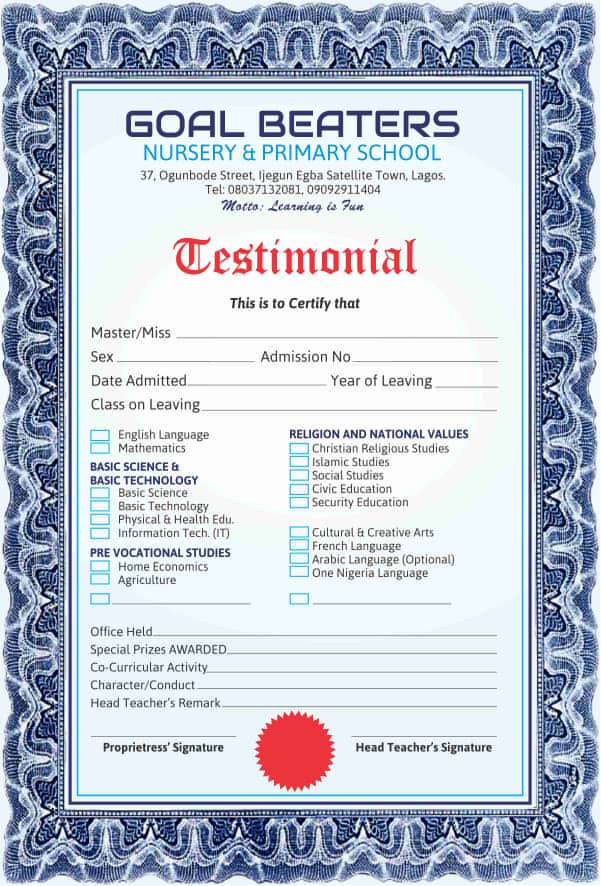 GOAL BEATERS
NURSERY & PRIMARY SCHOOL
37, Ogunbode Street, Ijegun Egba Satellite Town, Lagos.
Tel: 08037132081, 09092911404
Motto: Learning is Fun
Testimonial
This is to Certify that
Master/Miss
Sex Admission No
Date Admitted Year of Leaving
Class on Leaving
English Language
Mathematics
BASIC SCIENCE &
BASIC TECHNOLOGY
Basic Science
Basic Technology
Physical & Health Edu.
Information Tech. (IT)
PRE VOCATIONAL STUDIES
Home Economics
Agriculture
RELIGION AND NATIONAL VALUES
Christian Religious Studies
Islamic Studies
Social Studies
Civic Education
Security Education
Cultural & Creative Arts
French Language
Arabic Language (Optional)
One Nigeria Language
Office Held
Special Prizes AWARDED
Co-Curricular Activity
Character/Conduct
Head Teacher's Remark
Proprietress' Signature Head Teacher's Signature